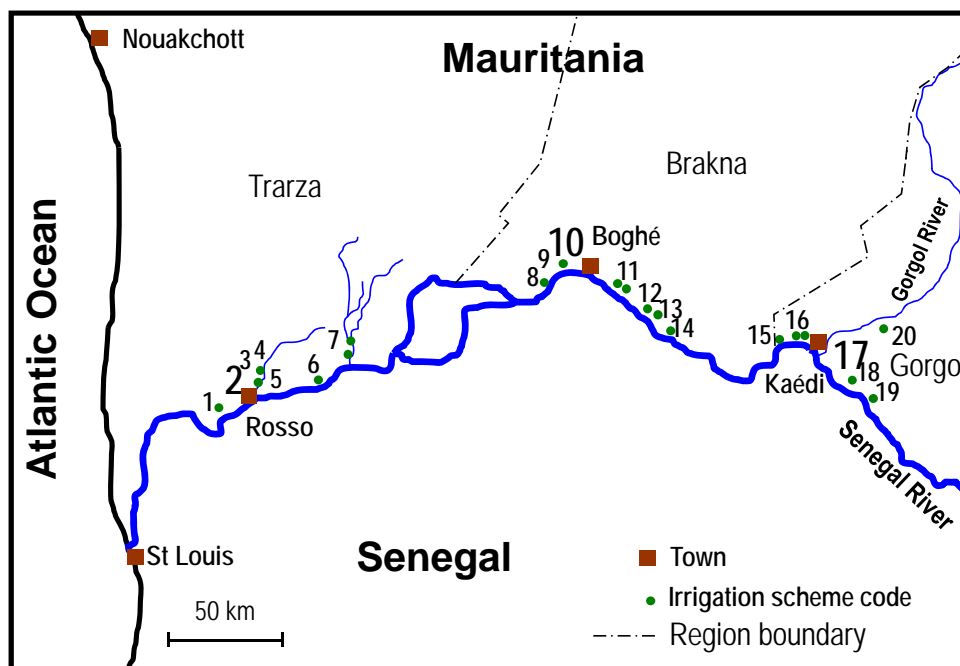 Nouakchott
Mauritania
Trarza
Brakna
Atlantic Ocean
Gorgol River
10
Boghé
9
8
11
12
13
14
7
4
3
2
5
6
1
Rosso
15
16
17
18
19
20
Kaédi
Gorgo
Senegal River
St Louis
Senegal
50 km
Town
Irrigation scheme code
Region boundary